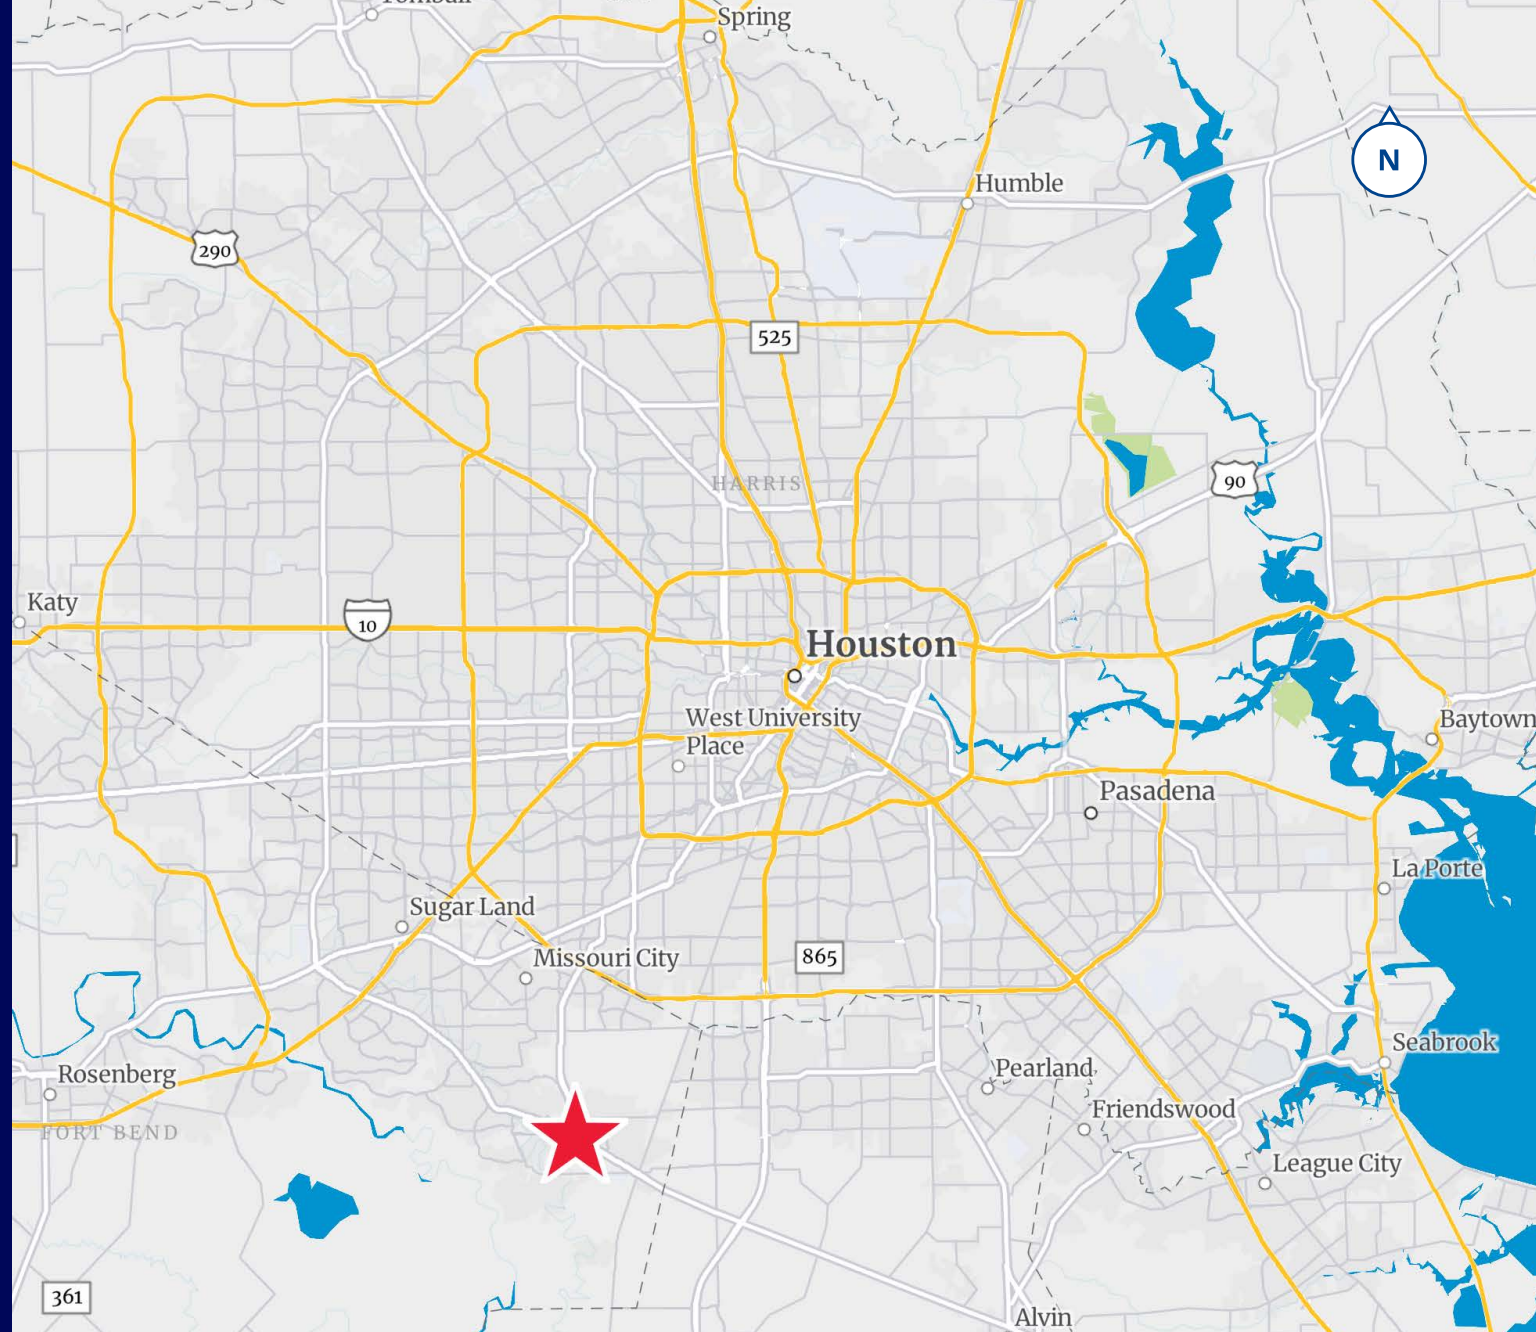 Tomball
Spring
N
Humble
290
525
HARRIS
90
Katy
10
Houston
West University
Place
Baytown
Pasadena
La Porte
Sugar Land
Missouri City
865
Seabrook
Rosenberg
Pearland
Friendswood
FORT BEND
League City
361
Alvin